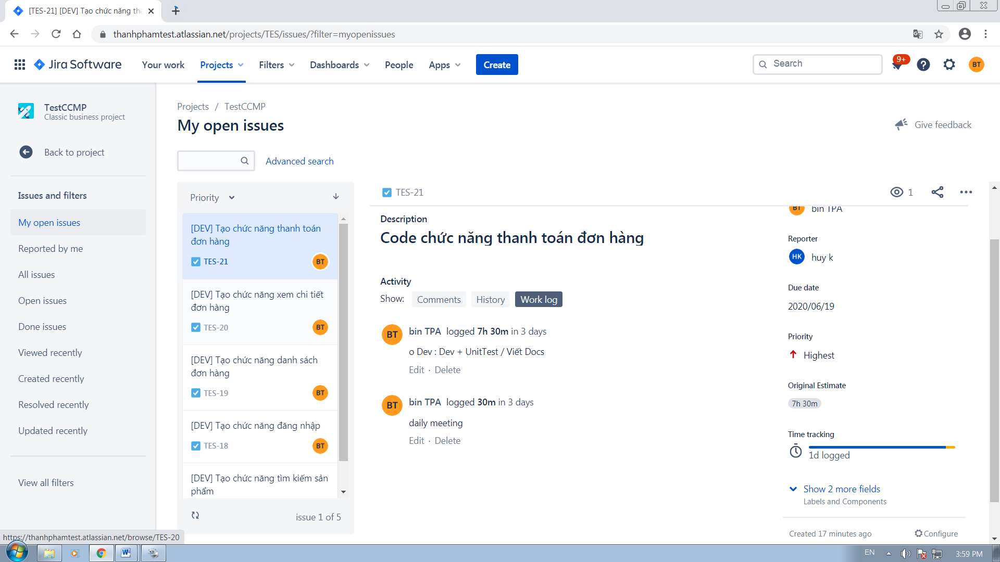 [TES-21] [DEV] Tạo chức năng tha
thanhphamtest.atlassian.net/projects/TES/issues/?filter=myopenissues
Jira Software
Your work
Projects
Filters
Dashboards
People
Apps
Create
Search
9+
BT
TestCCMP
Classic business project
Back to project
Issues and filters
My open issues
Reported by me
All issues
Open issues
Done issues
Viewed recently
Created recently
Resolved recently
Updated recently
View all filters
https://thanhphamtest.atlassian.net/browse/TES-20
Projects / TestCCMP
My open issues
Give feedback
Advanced search
Priority
[DEV] Tạo chức năng thanh toán
đơn hàng
TES-21
BT
[DEV] Tạo chức năng xem chi tiết
đơn hàng
TES-20
BT
[DEV] Tạo chức năng danh sách
đơn hàng
TES-19
BT
[DEV] Tạo chức năng đăng nhập
TES-18
BT
[DEV] Tạo chức năng tìm kiếm sản
phẩm
issue 1 of 5
TES-21
1
Description
Code chức năng thanh toán đơn hàng
Activity
Show: Comments History Work log
BT
bin TPA logged 7h 30m in 3 days
o Dev : Dev + UnitTest / Viết Docs
Edit · Delete
BT
bin TPA logged 30m in 3 days
daily meeting
Edit · Delete
BT
bin TPA
Reporter
HK
huy k
Due date
2020/06/19
Priority
Highest
Original Estimate
7h 30m
Time tracking
1d logged
Show 2 more fields
Labels and Components
Created 17 minutes ago
Configure
EN
3:59 PM